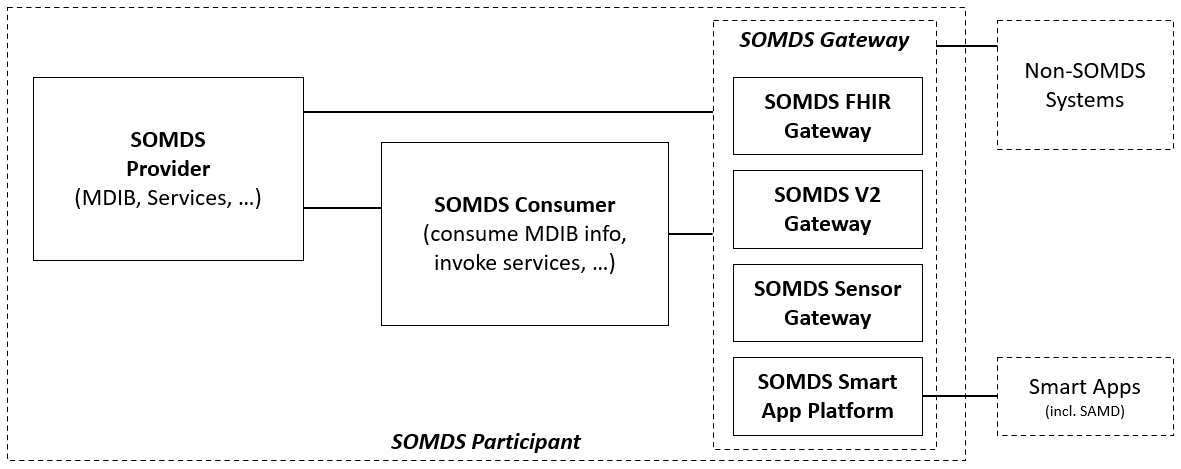 SOMDS
Provider
(MDIB, Services, ...)
SOMDS Consumer
(consume MDIB info,
invoke services, ...)
SOMDS Gateway
SOMDS FHIR
Gateway
SOMDS V2
Gateway
SOMDS Sensor
Gateway
SOMDS Smart
App Platform
Non-SOMDS
Systems
Smart Apps
(incl. SAMD)
SOMDS Participant